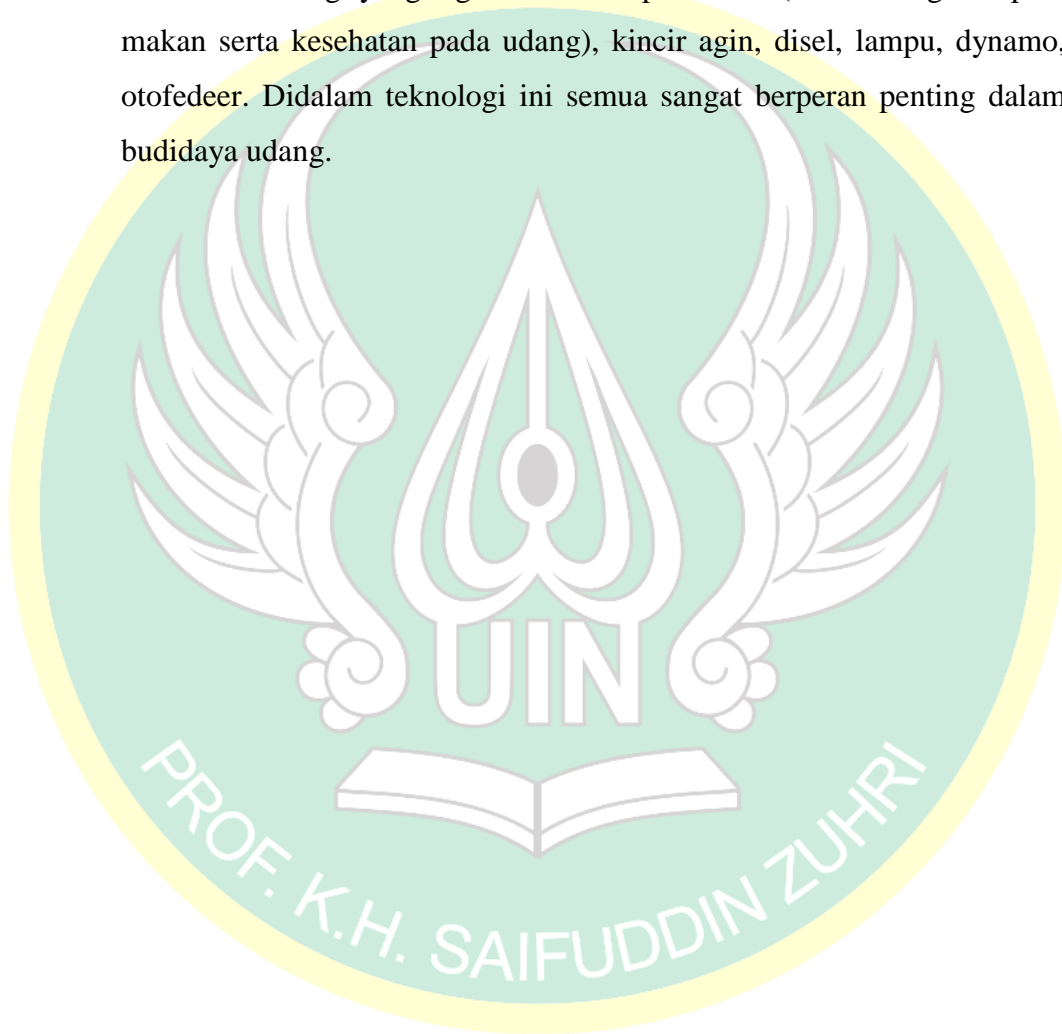 makan serta kesehatan pada udang), kincir agin, disel, lampu, dynamo,
otofedeer. Didalam teknologi ini semua sangat berperan penting dalam
budidaya udang.
UIN
PROF. K.H. SAIFUDDIN ZUHRI